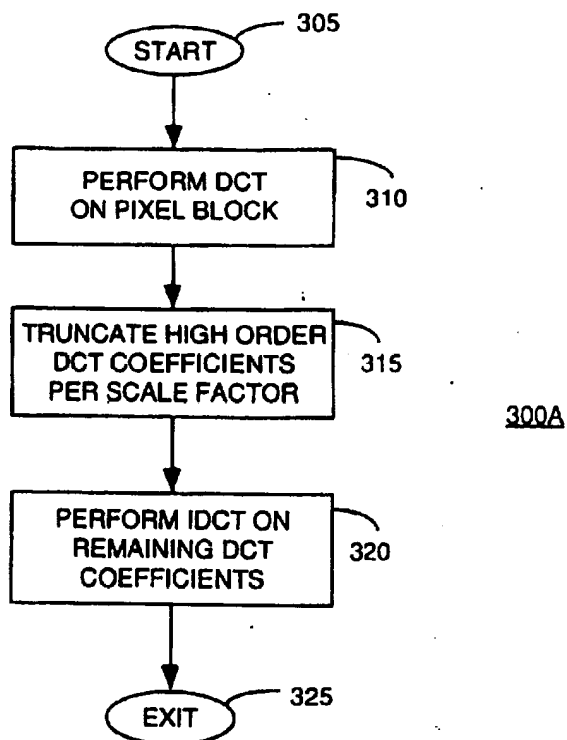 START
305
PERFORM DCT
ON PIXEL BLOCK
310
TRUNCATE HIGH ORDER
DCT COEFFICIENTS
PER SCALE FACTOR
315
300A
PERFORM IDCT ON
REMAINING DCT
COEFFICIENTS
320
EXIT
325